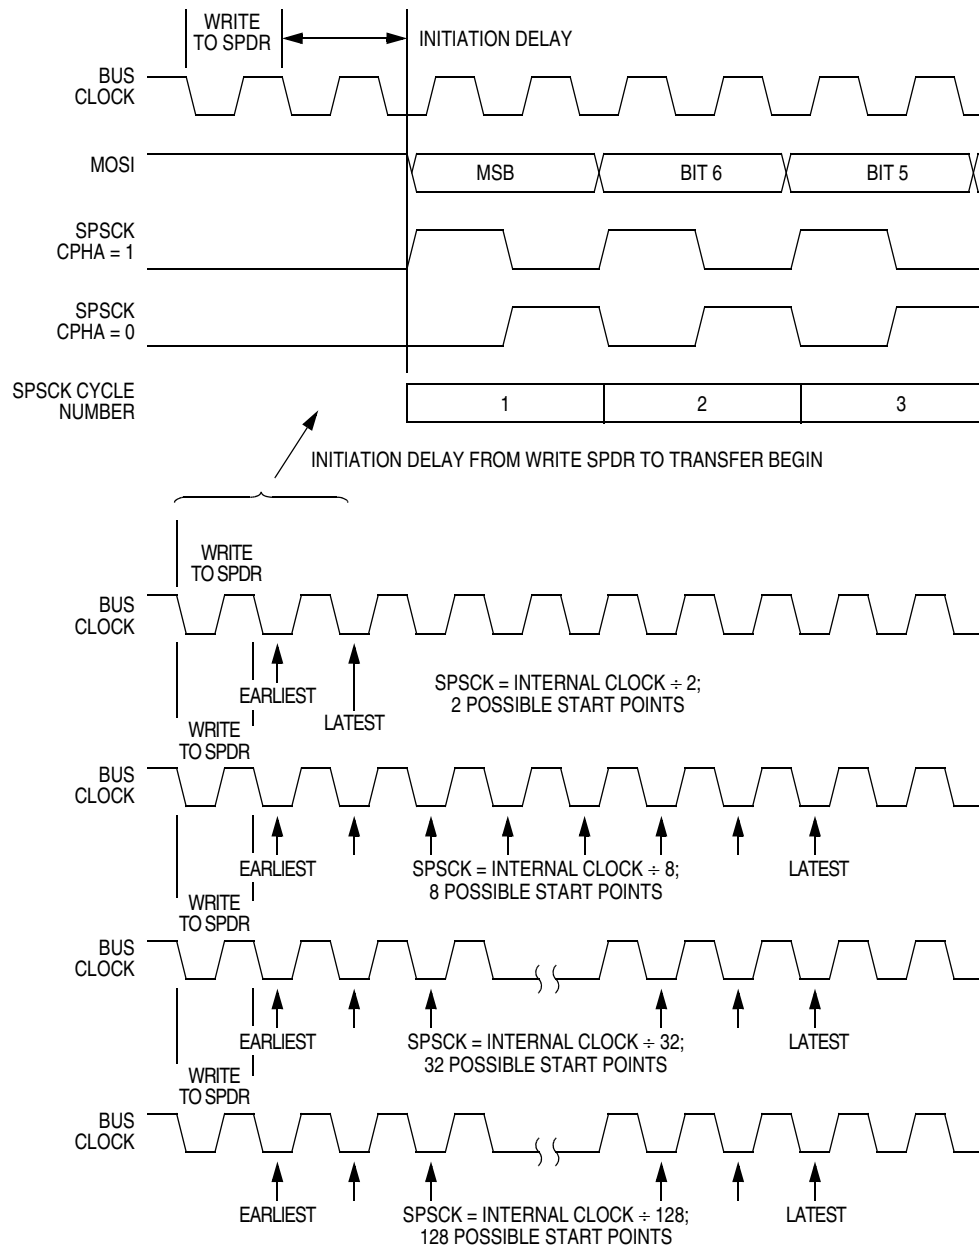 WRITE
TO SPDR
INITIATION DELAY
BUS
CLOCK
MOSI
MSB
BIT 6
BIT 5
SPSCK
CPHA = 1
SPSCK
CPHA = 0
SPSCK CYCLE
NUMBER
1
2
3
INITIATION DELAY FROM WRITE SPDR TO TRANSFER BEGIN
WRITE
TO SPDR
BUS
CLOCK
EARLIEST
LATEST
SPSCK = INTERNAL CLOCK ÷ 2;
2 POSSIBLE START POINTS
WRITE
TO SPDR
BUS
CLOCK
EARLIEST
SPSCK = INTERNAL CLOCK ÷ 8;
8 POSSIBLE START POINTS
LATEST
WRITE
TO SPDR
BUS
CLOCK
EARLIEST
SPSCK = INTERNAL CLOCK ÷ 32;
32 POSSIBLE START POINTS
LATEST
WRITE
TO SPDR
BUS
CLOCK
EARLIEST
SPSCK = INTERNAL CLOCK ÷ 128;
128 POSSIBLE START POINTS
LATEST